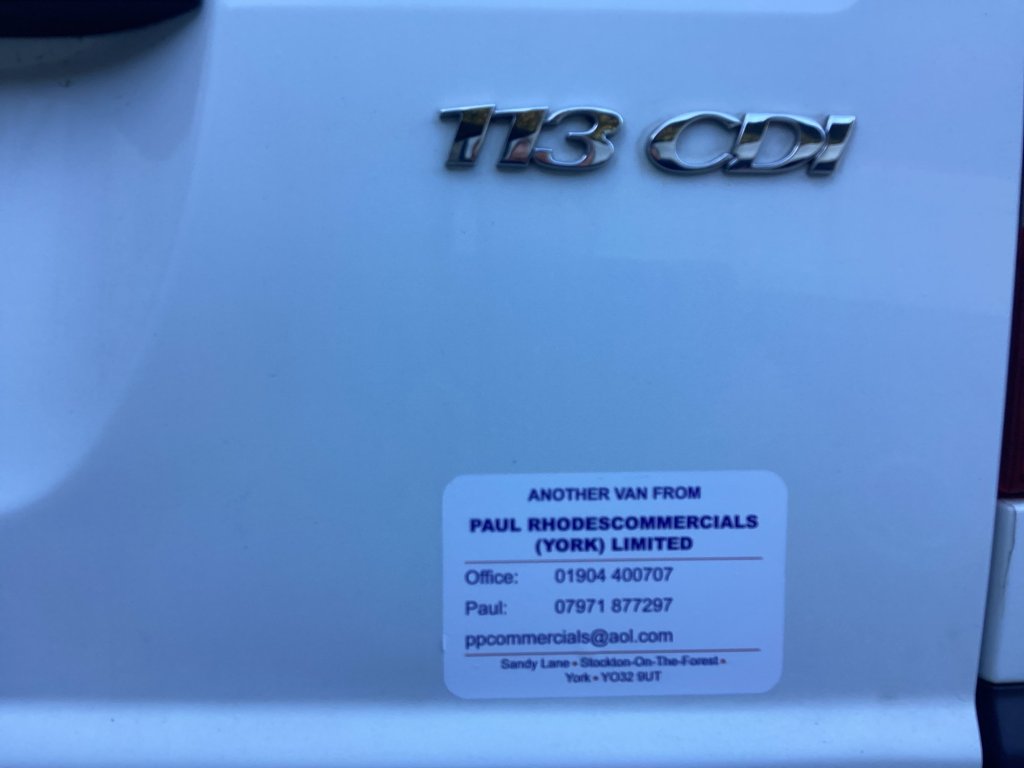 113 CDI
ANOTHER VAN FROM
PAUL RHODESCOMMERCIALS
(YORK) LIMITED
Office: 01904 400707
Paul: 07971 877297
ppcommercials@aol.com
Sandy Lane • Stockton-On-The-Forest •
York • YO32 9UT